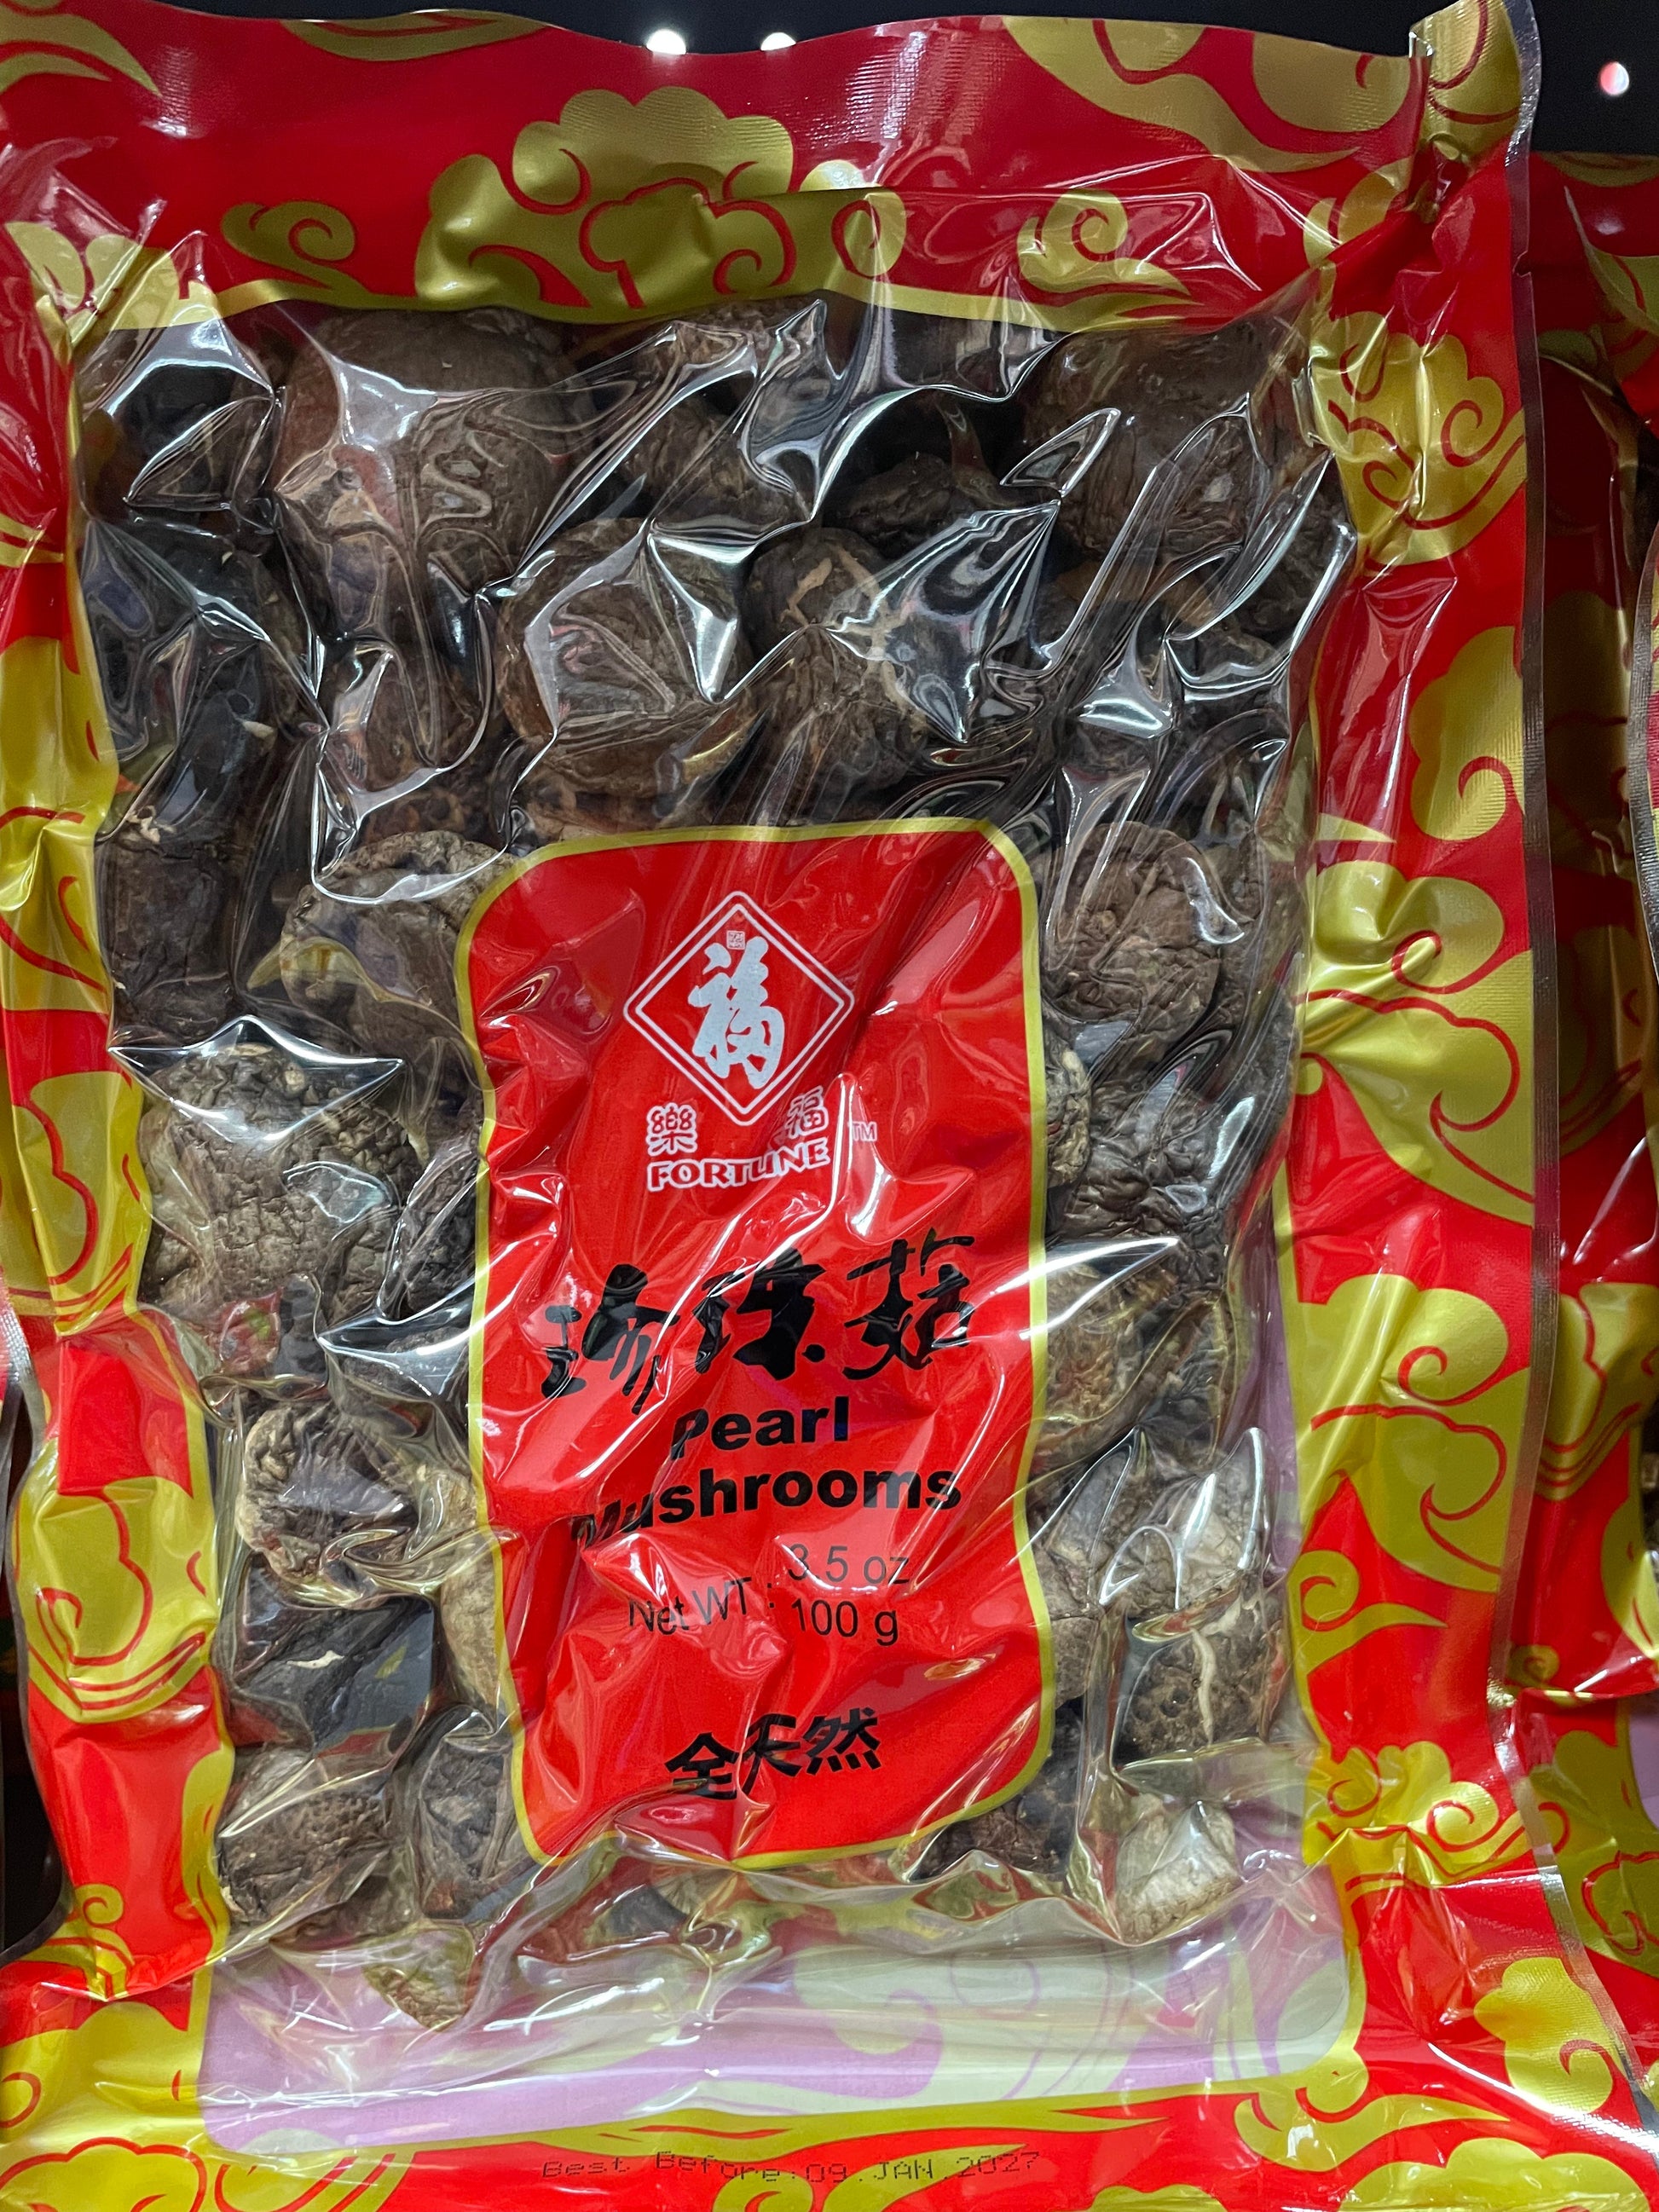 福
樂 福 TM
FORTUNE
珍珠菇
Pearl
Mushrooms
3.5 oz
Net WT : 100 g
全天然
Best Before:09.JAN.2027